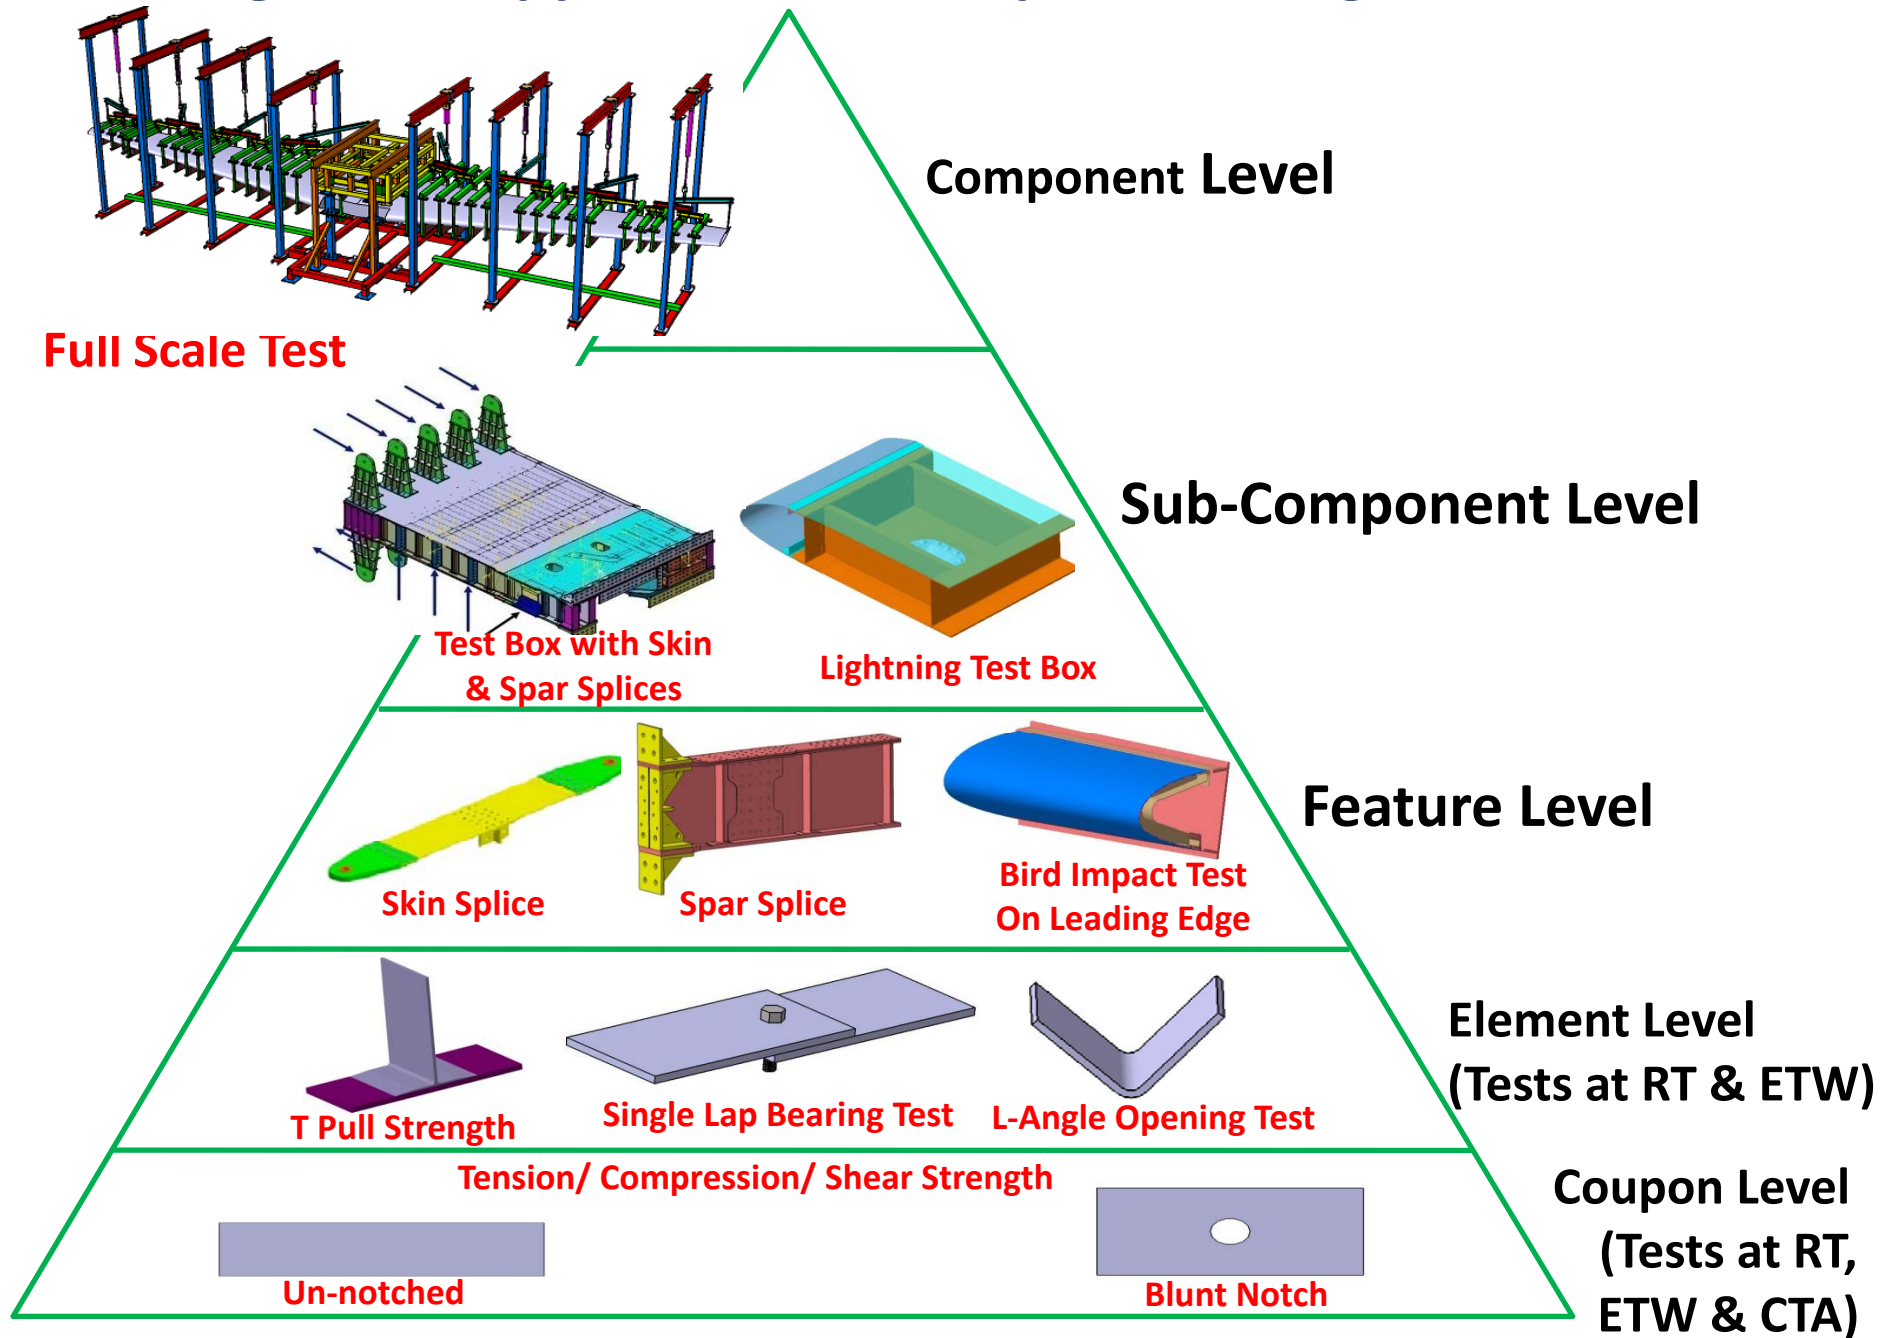 Component Level
Full Scale Test
Sub-Component Level
Test Box with Skin
& Spar Splices
Lightning Test Box
Feature Level
Skin Splice
Spar Splice
Bird Impact Test
On Leading Edge
Element Level
(Tests at RT & ETW)
T Pull Strength
Single Lap Bearing Test
L-Angle Opening Test
Tension/ Compression/ Shear Strength
Coupon Level
(Tests at RT,
ETW & CTA)
Un-notched
Blunt Notch